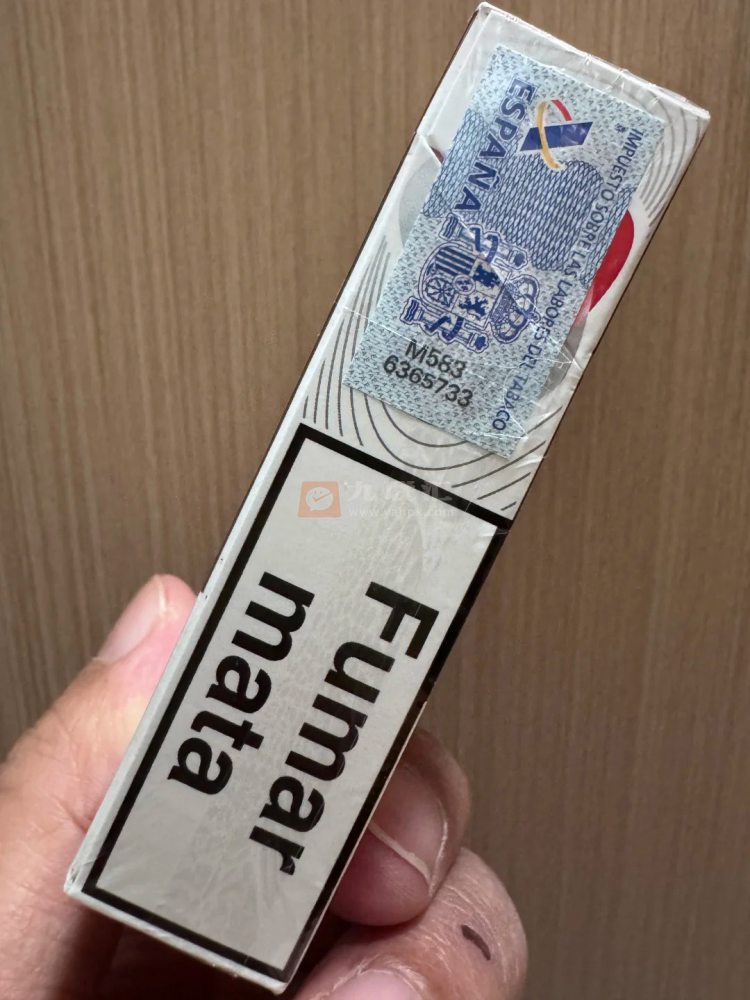 ESPAÑA
IMPUESTO SOBRE LAS LABORES DEL TABACO
M583
6365733
Fumar
mata